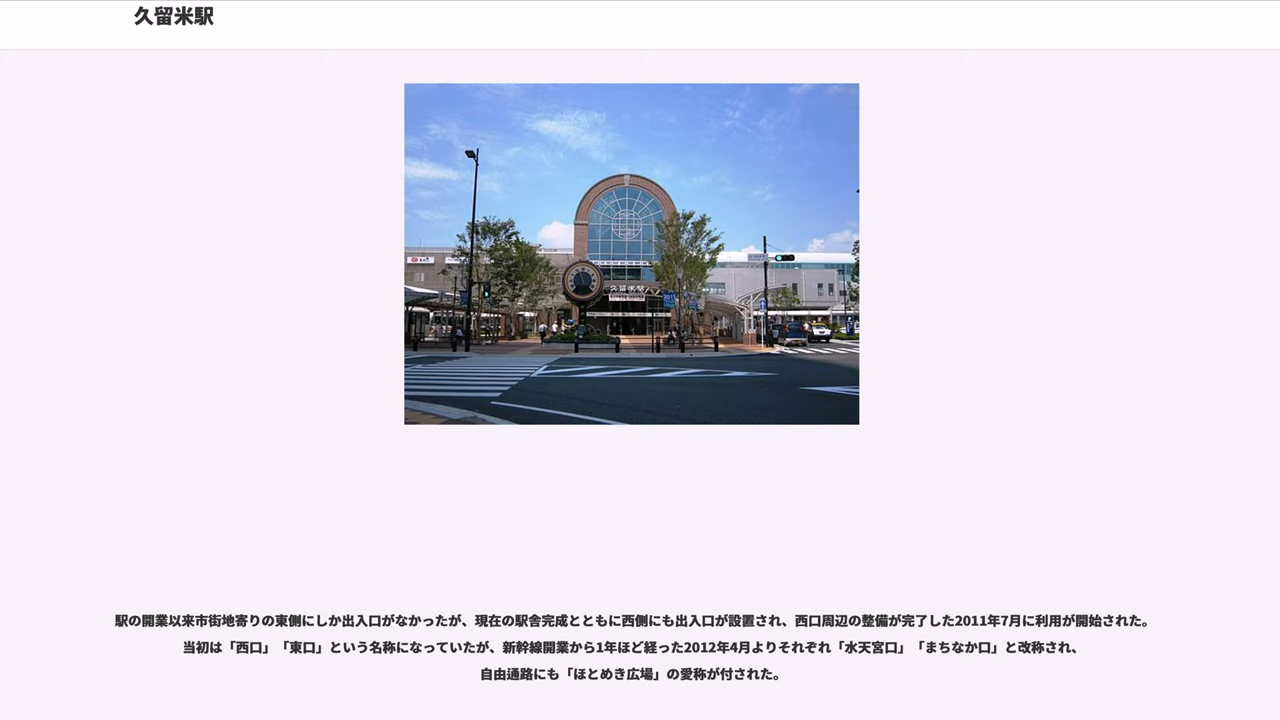 久留米駅
久留米駅
駅の開業以来市街地寄りの東側にしか出入口がなかったが、現在の駅舎完成とともに西側にも出入口が設置され、西口周辺の整備が完了した2011年7月に利用が開始された。
当初は「西口」「東口」という名称になっていたが、新幹線開業から1年ほど経った2012年4月よりそれぞれ「水天宮口」「まちなか口」と改称され、
自由通路にも「ほとめき広場」の愛称が付された。